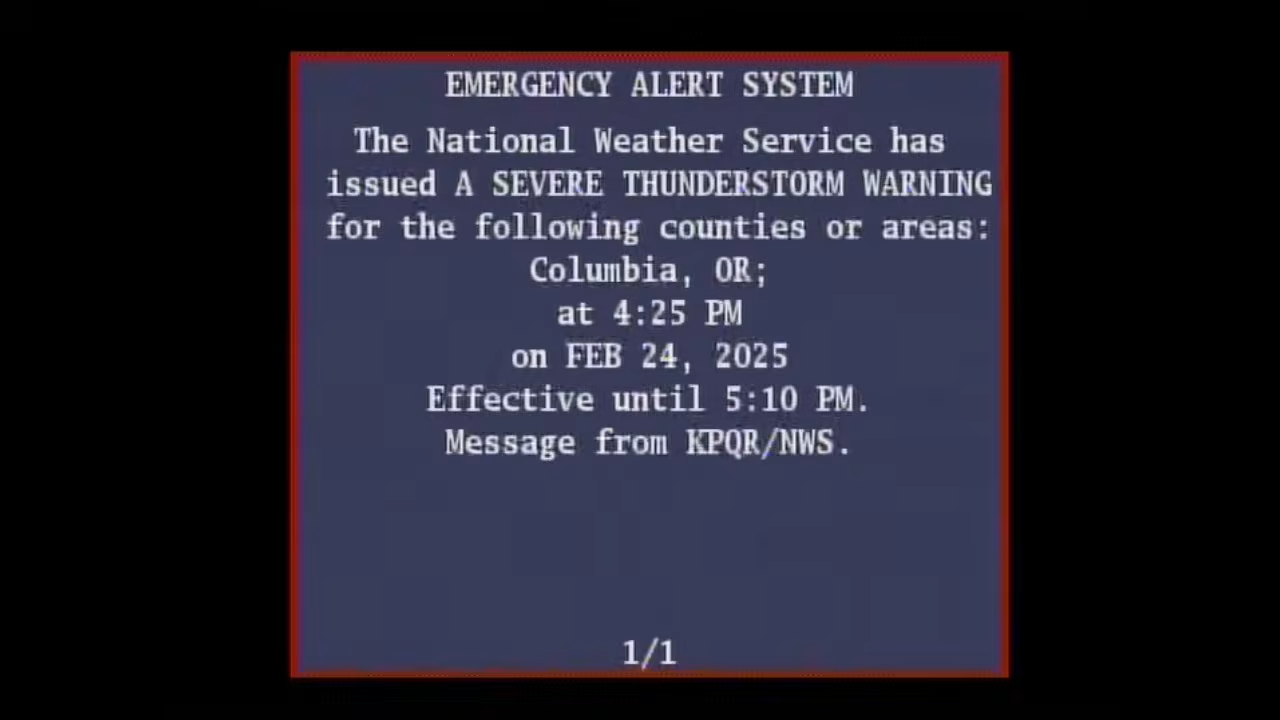 EMERGENCY ALERT SYSTEM
The National Weather Service has
issued A SEVERE THUNDERSTORM WARNING
for the following counties or areas:
Columbia, OR;
at 4:25 PM
on FEB 24, 2025
Effective until 5:10 PM.
Message from KPQR/NWS.
1/1